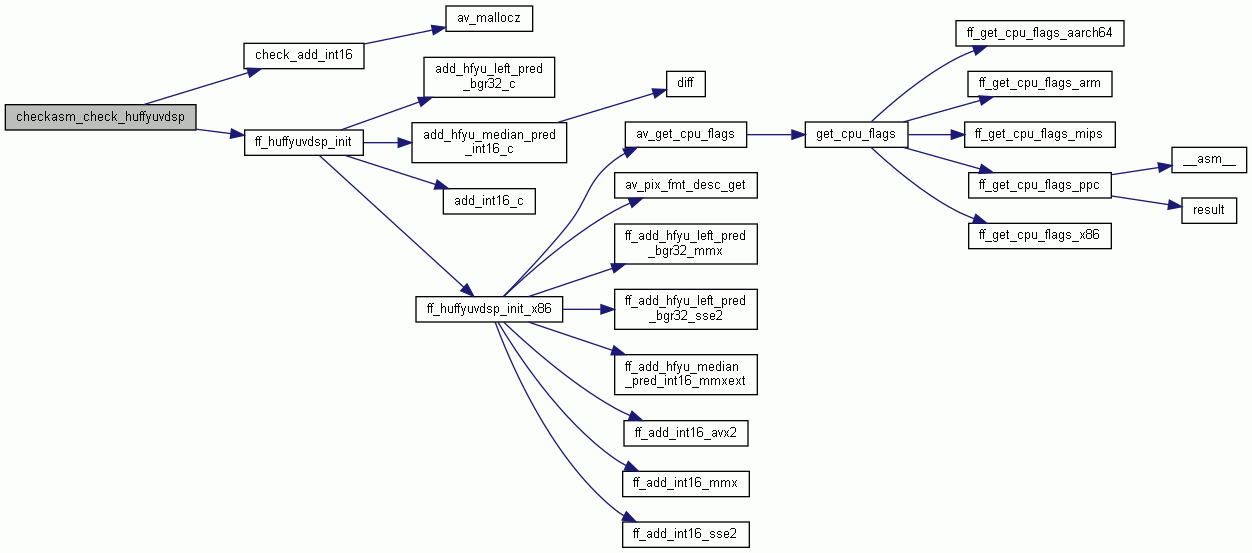 checkasm_check_huffyuvdsp
check_add_int16
av_mallocz
ff_huffyuvdsp_init
add_hfyu_left_pred
_bgr32_c
add_hfyu_median_pred
_int16_c
diff
add_int16_c
ff_huffyuvdsp_init_x86
av_get_cpu_flags
get_cpu_flags
ff_get_cpu_flags_aarch64
ff_get_cpu_flags_arm
ff_get_cpu_flags_mips
ff_get_cpu_flags_ppc
__asm__
result
ff_get_cpu_flags_x86
av_pix_fmt_desc_get
ff_add_hfyu_left_pred
_bgr32_mmx
ff_add_hfyu_left_pred
_bgr32_sse2
ff_add_hfyu_median
_pred_int16_mmxext
ff_add_int16_avx2
ff_add_int16_mmx
ff_add_int16_sse2